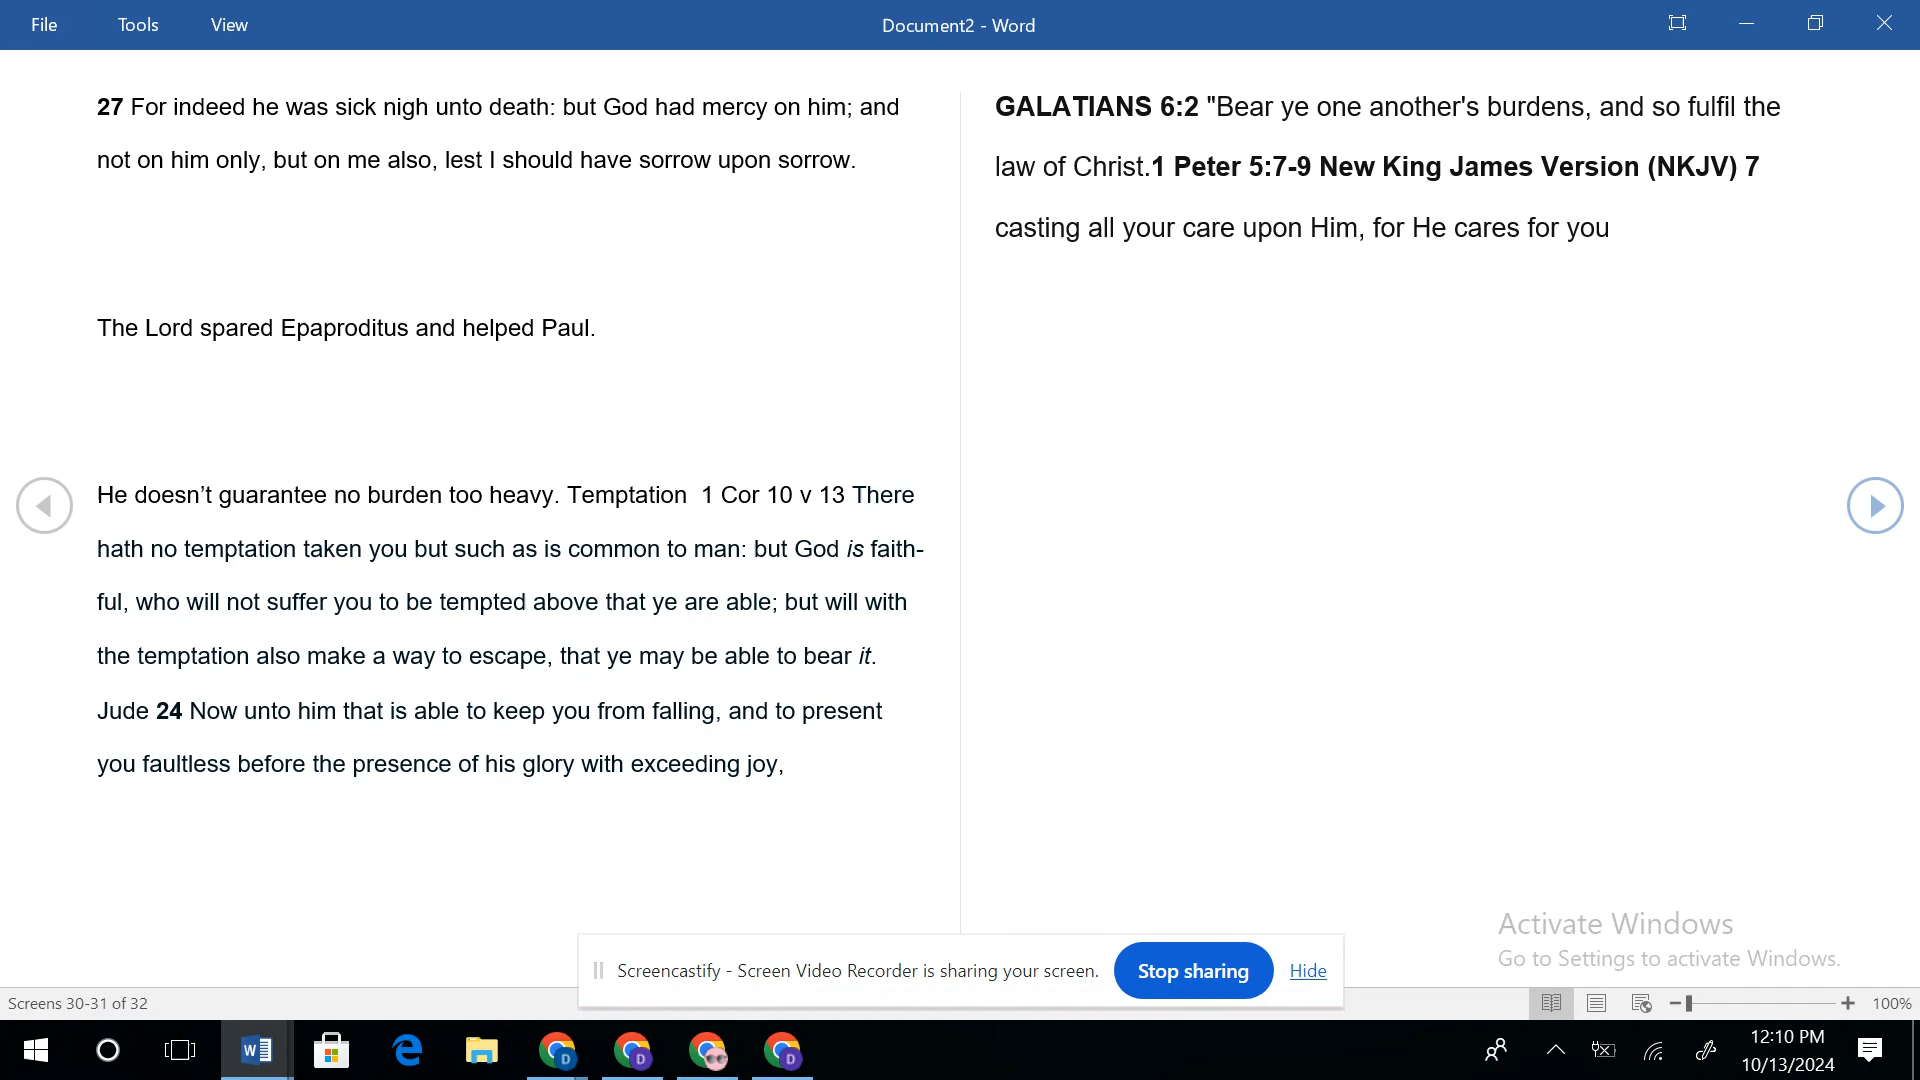 File Tools View Document2 - Word
27 For indeed he was sick nigh unto death: but God had mercy on him; and
not on him only, but on me also, lest I should have sorrow upon sorrow.
The Lord spared Epaproditus and helped Paul.
He doesn’t guarantee no burden too heavy. Temptation  1 Cor 10 v 13 There
hath no temptation taken you but such as is common to man: but God is faith-
ful, who will not suffer you to be tempted above that ye are able; but will with
the temptation also make a way to escape, that ye may be able to bear it.
Jude 24 Now unto him that is able to keep you from falling, and to present
you faultless before the presence of his glory with exceeding joy,
GALATIANS 6:2 "Bear ye one another's burdens, and so fulfil the
law of Christ.1 Peter 5:7-9 New King James Version (NKJV) 7
casting all your care upon Him, for He cares for you
Activate Windows
Go to Settings to activate Windows.
Screencastify - Screen Video Recorder is sharing your screen. Stop sharing Hide
Screens 30-31 of 32
100%
12:10 PM
10/13/2024